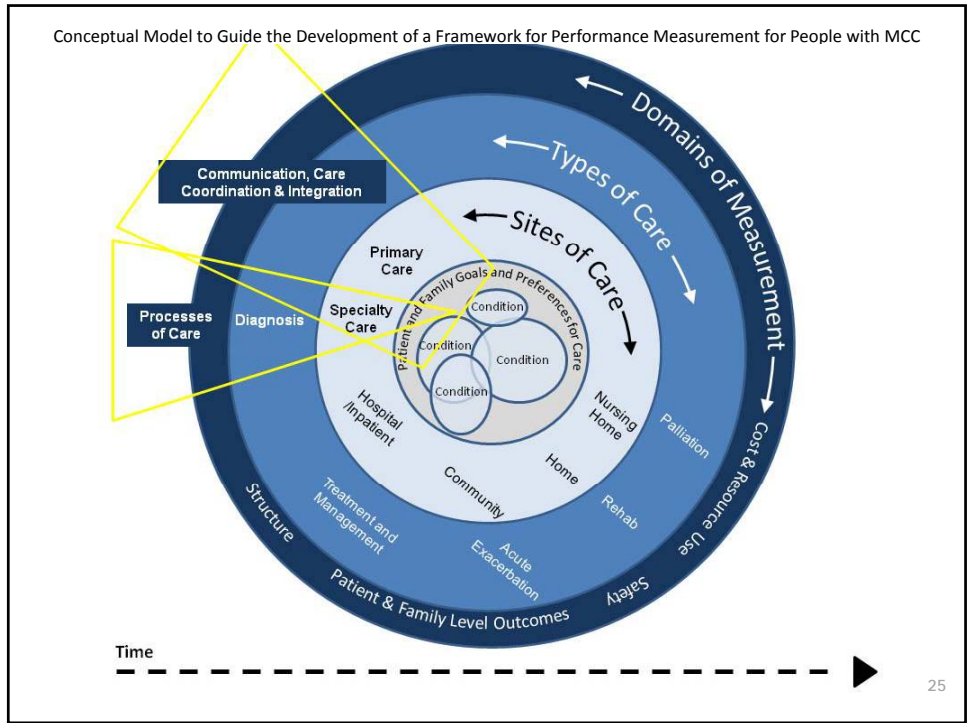 Conceptual Model to Guide the Development of a Framework for Performance Measurement for People with MCC
Domains of Measurement
Types of Care
Sites of Care
Communication, Care
Coordination & Integration
Primary
Care
Patient and Family Goals and Preferences for Care
Condition
Processes
of Care
Diagnosis
Specialty
Care
Condition
Condition
Condition
Hospital
/Inpatient
Nursing
Home
Palliation
Community
Home
Rehab
Cost & Resource Use
Structure
Treatment and
Management
Acute
Exacerbation
Safety
Patient & Family Level Outcomes
Time
25